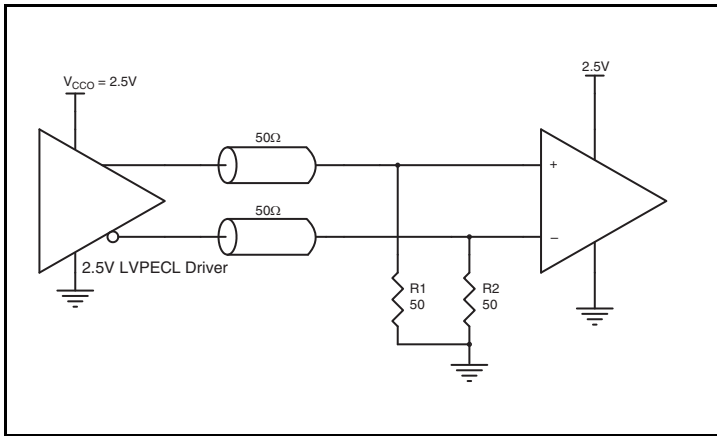 V_CCO = 2.5V
2.5V
50Ω
50Ω
+
−
2.5V LVPECL Driver
R1
50
R2
50